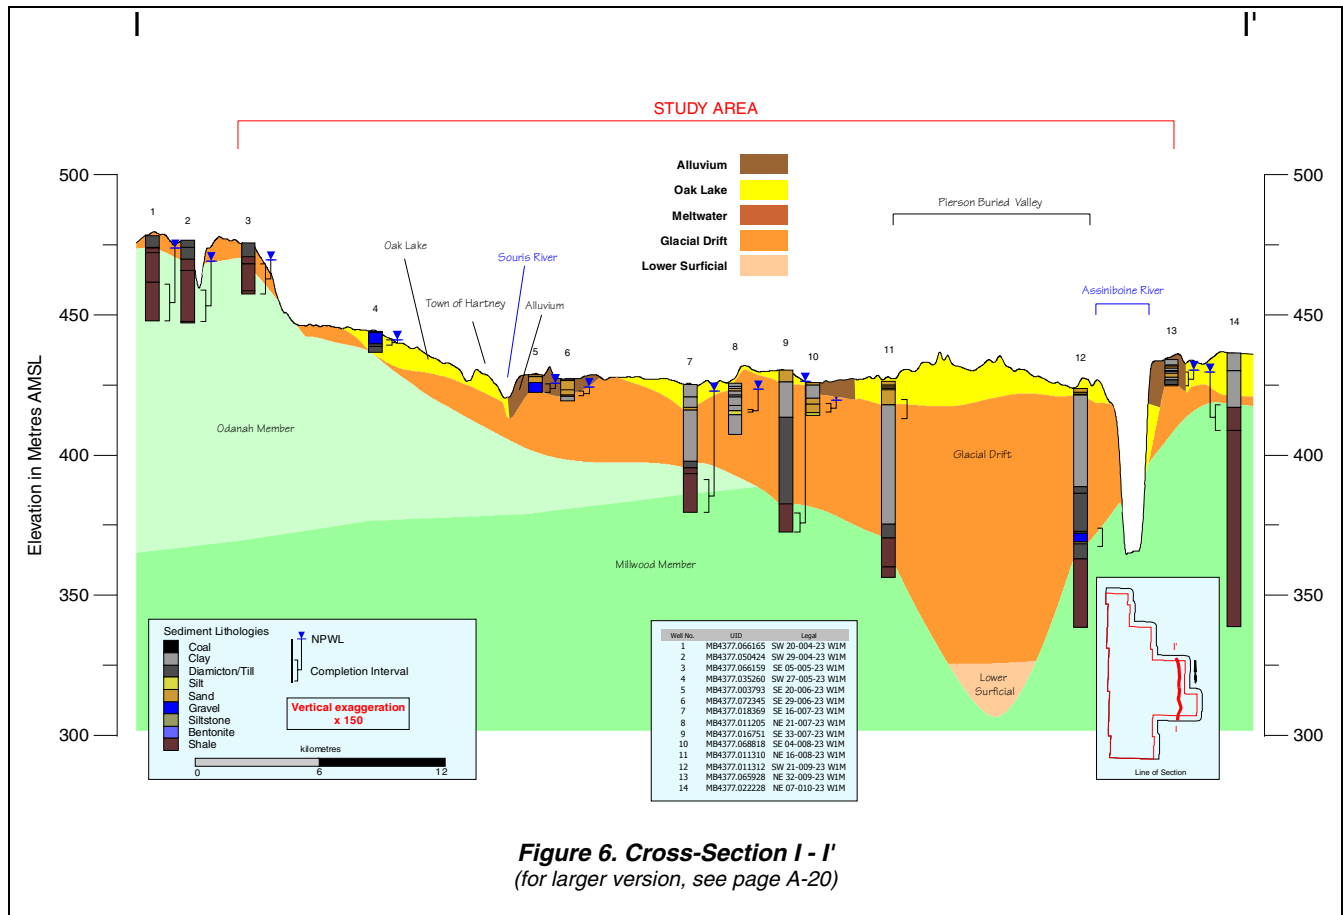 I I'
STUDY AREA
Alluvium
Oak Lake
Meltwater
Glacial Drift
Lower Surficial
Pierson Buried Valley
Assiniboine River
Elevation in Metres AMSL
500 500
450 450
400 400
350 350
300 300
1 2 3 4 5 6 7 8 9 10 11 12 13 14
Oak Lake
Town of Hartney
Souris River
Alluvium
Odanah Member
Glacial Drift
Millwood Member
Lower
Surficial
Sediment Lithologies
Coal
Clay
Diamicton/Till
Silt
Sand
Gravel
Siltstone
Bentonite
Shale
NPWL
Completion Interval
Vertical exaggeration
x 150
kilometres
0 6 12
Well No. UID Legal
1 MB4377.066165 SW 20-004-23 W1M
2 MB4377.050424 SW 29-004-23 W1M
3 MB4377.066159 SE 05-005-23 W1M
4 MB4377.035260 SW 27-005-23 W1M
5 MB4377.003793 SE 20-006-23 W1M
6 MB4377.072345 SE 29-006-23 W1M
7 MB4377.018369 SE 16-007-23 W1M
8 MB4377.011205 NE 21-007-23 W1M
9 MB4377.016751 SE 33-007-23 W1M
10 MB4377.068818 SE 04-008-23 W1M
11 MB4377.011310 NE 16-008-23 W1M
12 MB4377.011312 SW 21-009-23 W1M
13 MB4377.065928 NE 32-009-23 W1M
14 MB4377.022228 NE 07-010-23 W1M
I'
I
Line of Section
Figure 6. Cross-Section I - I'
(for larger version, see page A-20)